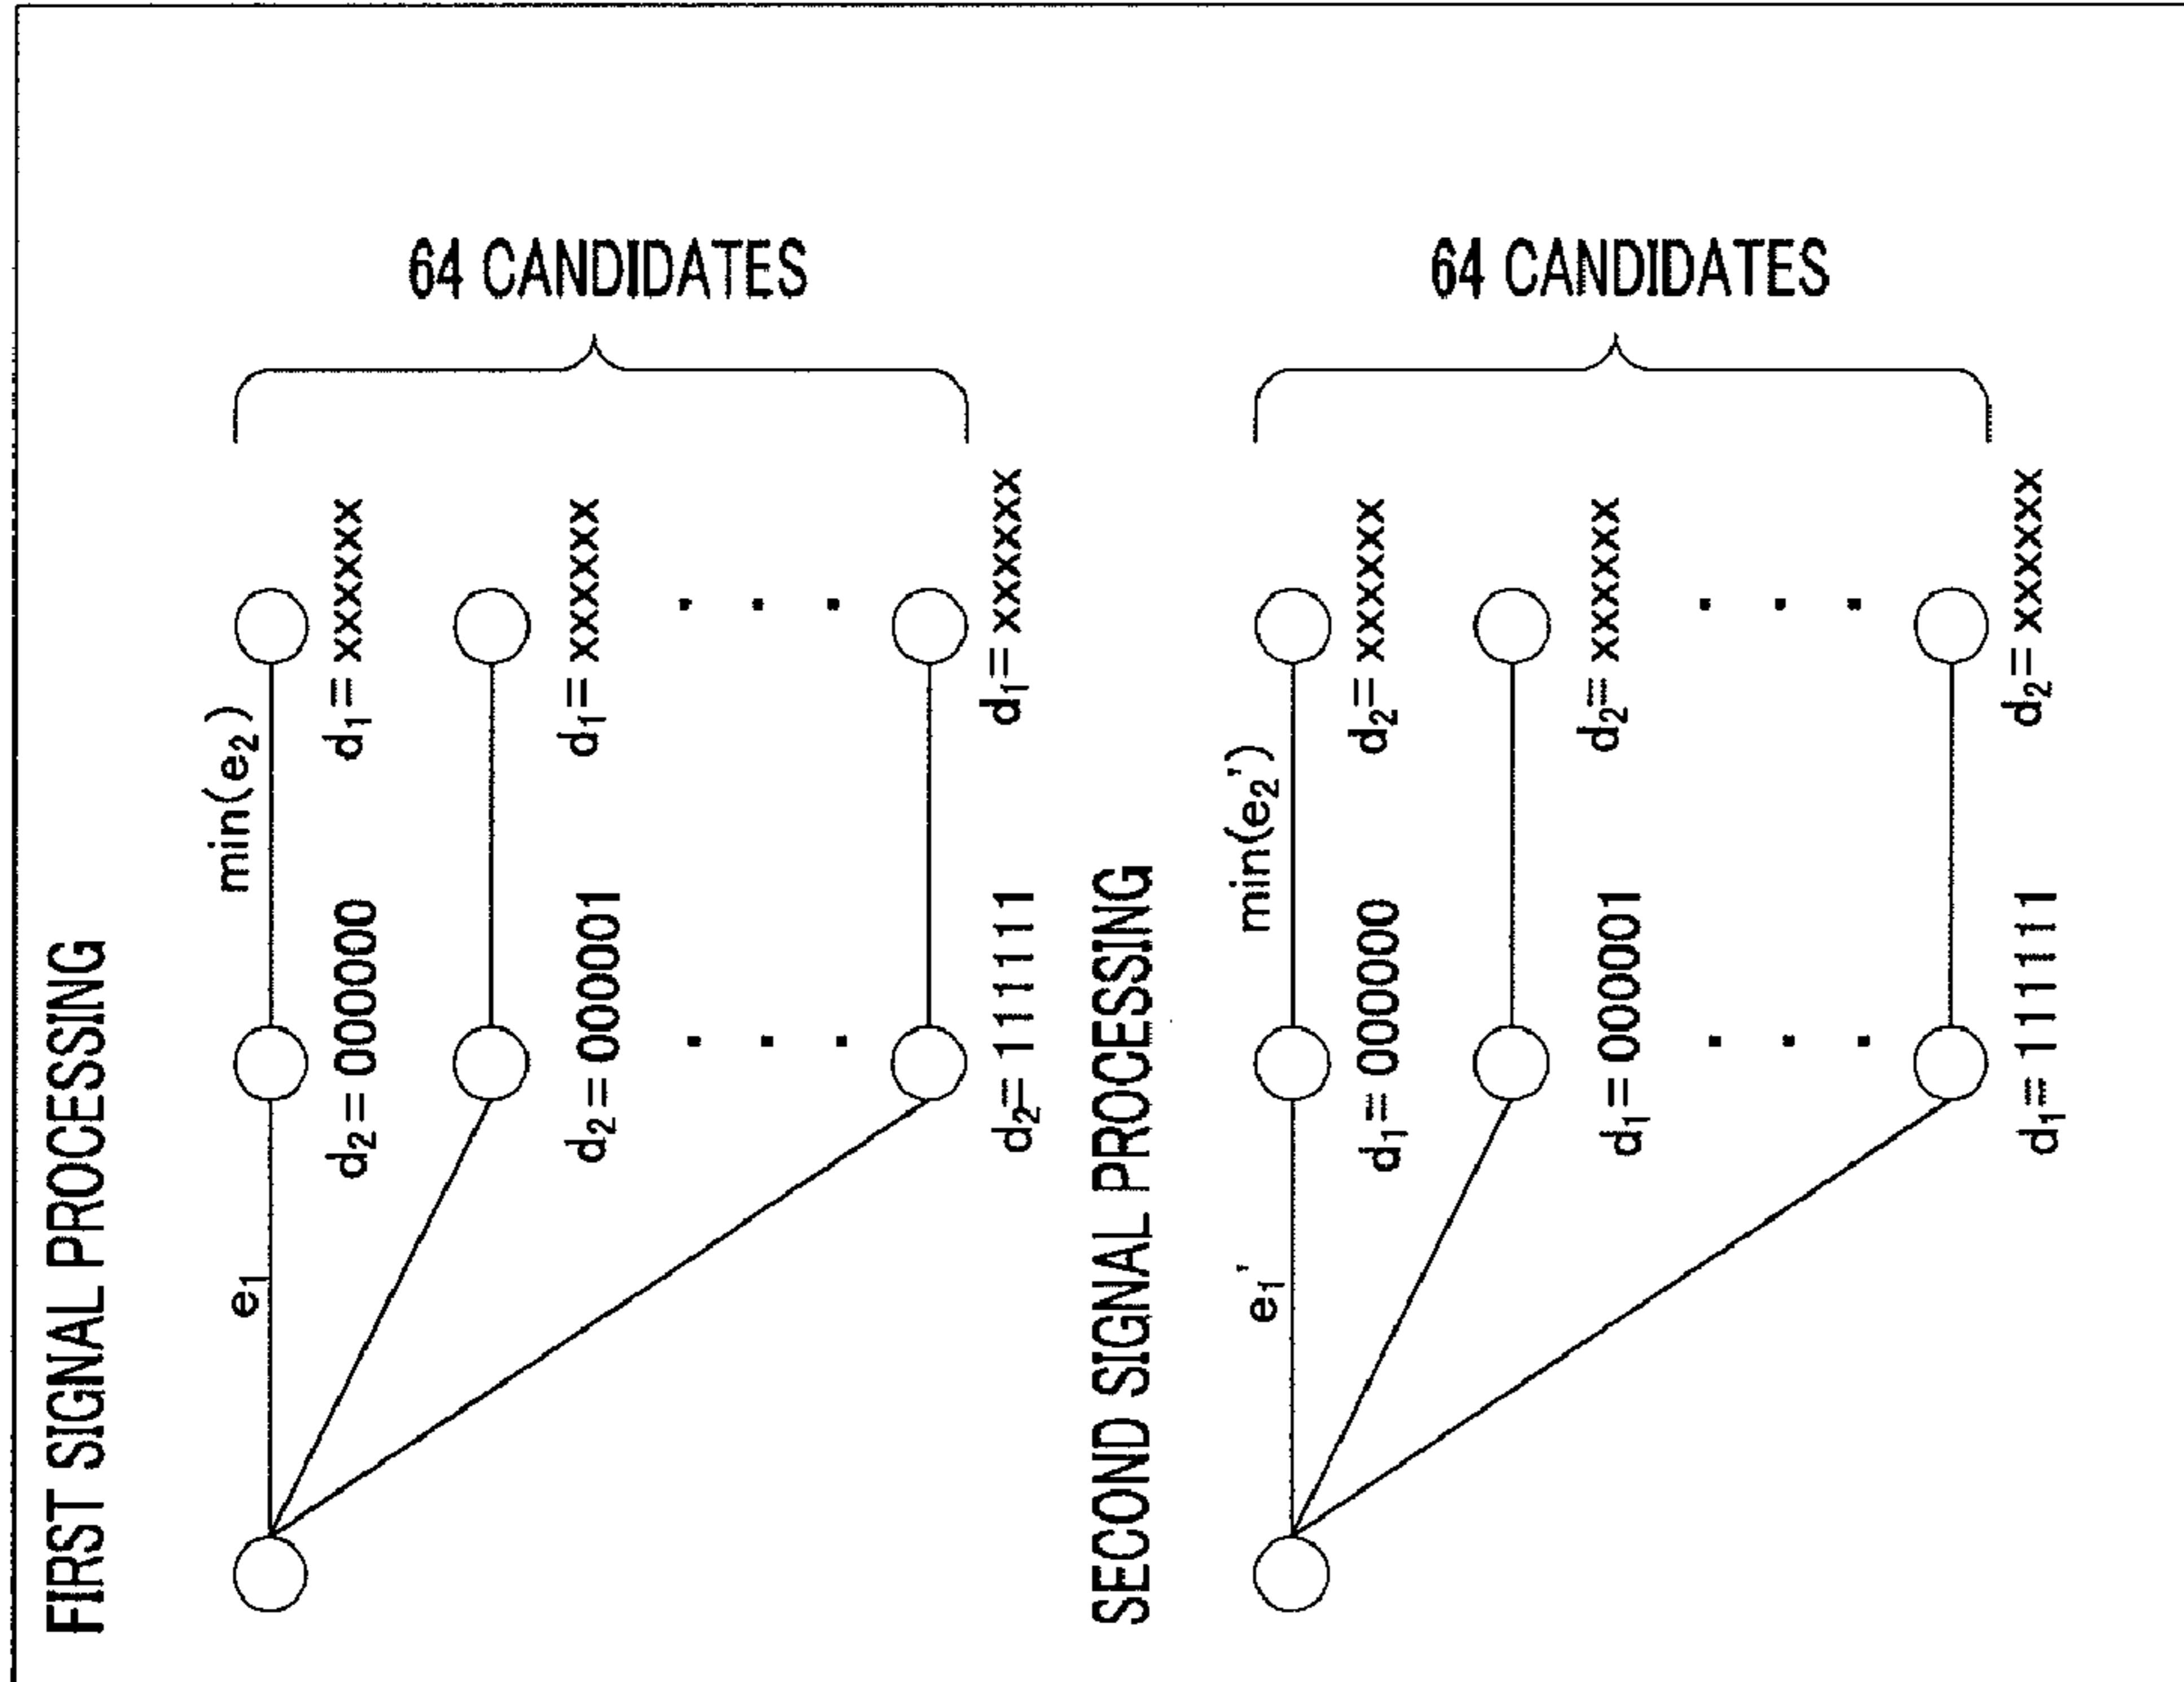 FIRST SIGNAL PROCESSING
e1
min(e2)
d2= 000000
d1= xxxxxx
d2= 000001
d1= xxxxxx
. . .
. . .
d2= 111111
d1= xxxxxx
64 CANDIDATES
SECOND SIGNAL PROCESSING
e1'
min(e2')
d1= 000000
d2= xxxxxx
d1= 000001
d2= xxxxxx
. . .
. . .
d1= 111111
d2= xxxxxx
64 CANDIDATES